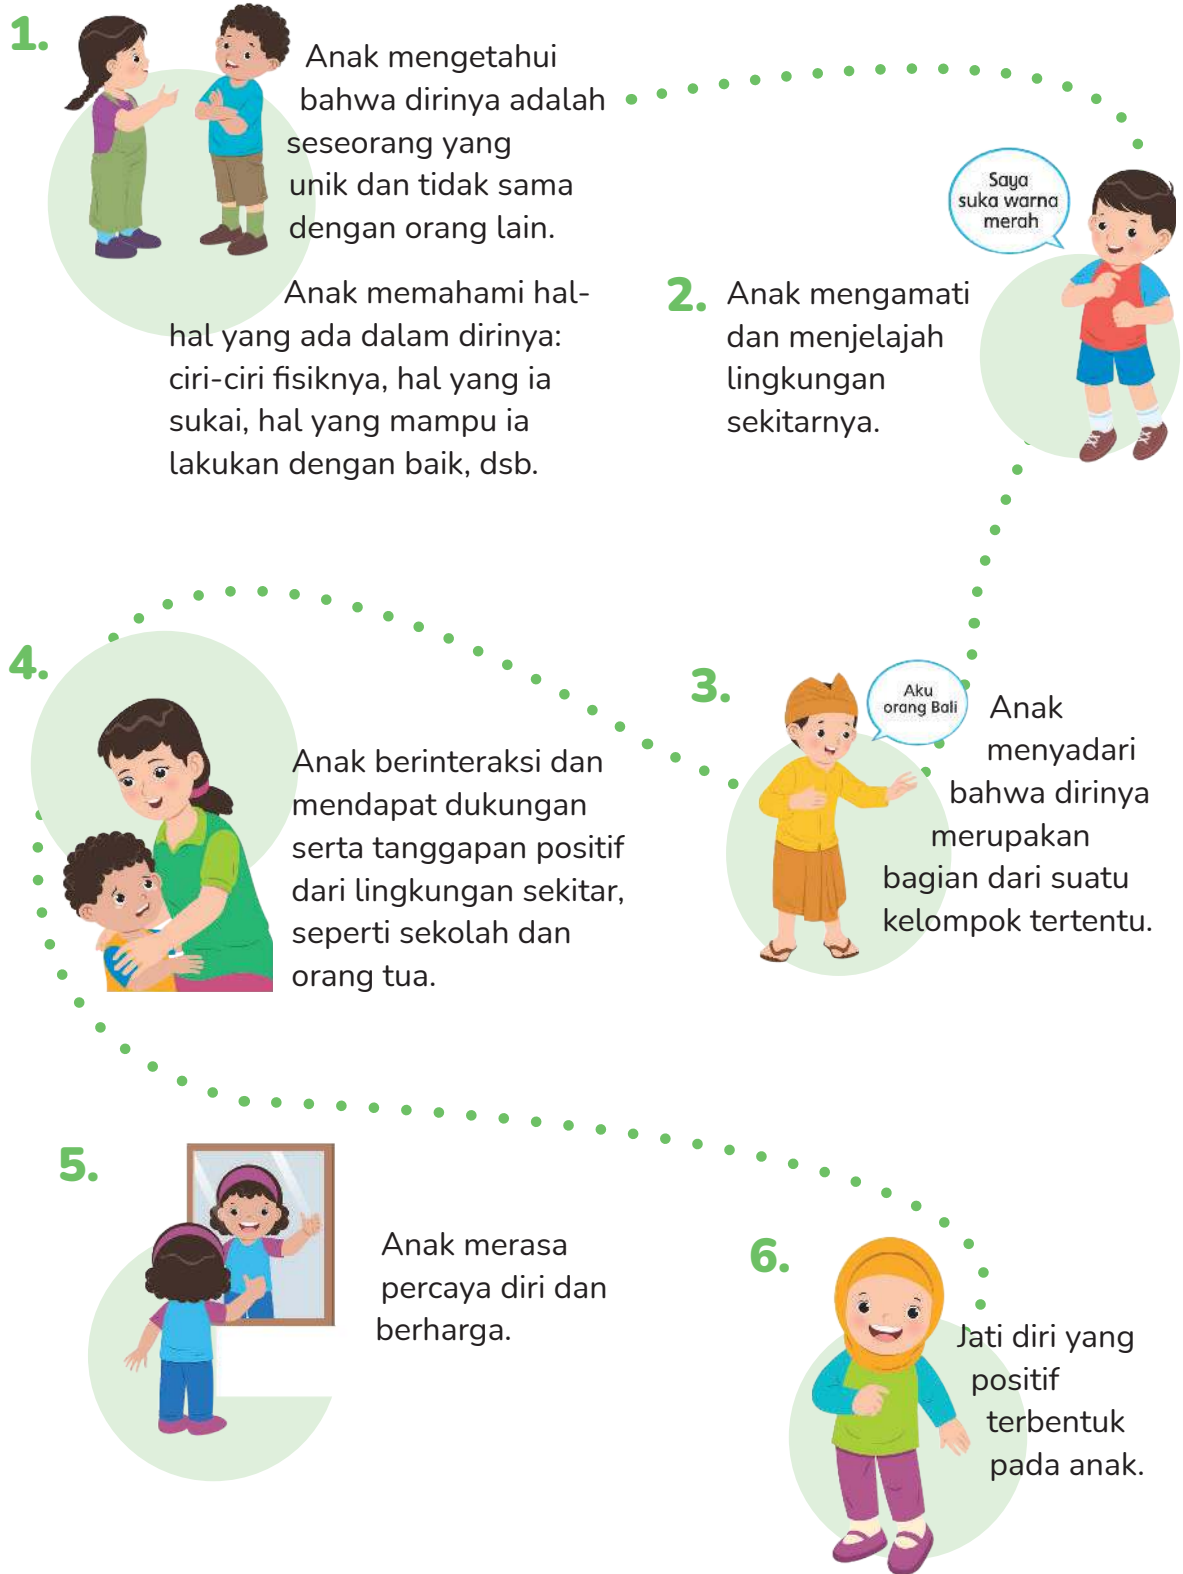 1.
Anak mengetahui
bahwa dirinya adalah
seseorang yang
unik dan tidak sama
dengan orang lain.
Anak memahami hal-
hal yang ada dalam dirinya:
ciri-ciri fisiknya, hal yang ia
sukai, hal yang mampu ia
lakukan dengan baik, dsb.
Saya
suka warna
merah
2.
Anak mengamati
dan menjelajah
lingkungan
sekitarnya.
3.
Aku
orang Bali
Anak
menyadari
bahwa dirinya
merupakan
bagian dari suatu
kelompok tertentu.
4.
Anak berinteraksi dan
mendapat dukungan
serta tanggapan positif
dari lingkungan sekitar,
seperti sekolah dan
orang tua.
5.
Anak merasa
percaya diri dan
berharga.
6.
Jati diri yang
positif
terbentuk
pada anak.